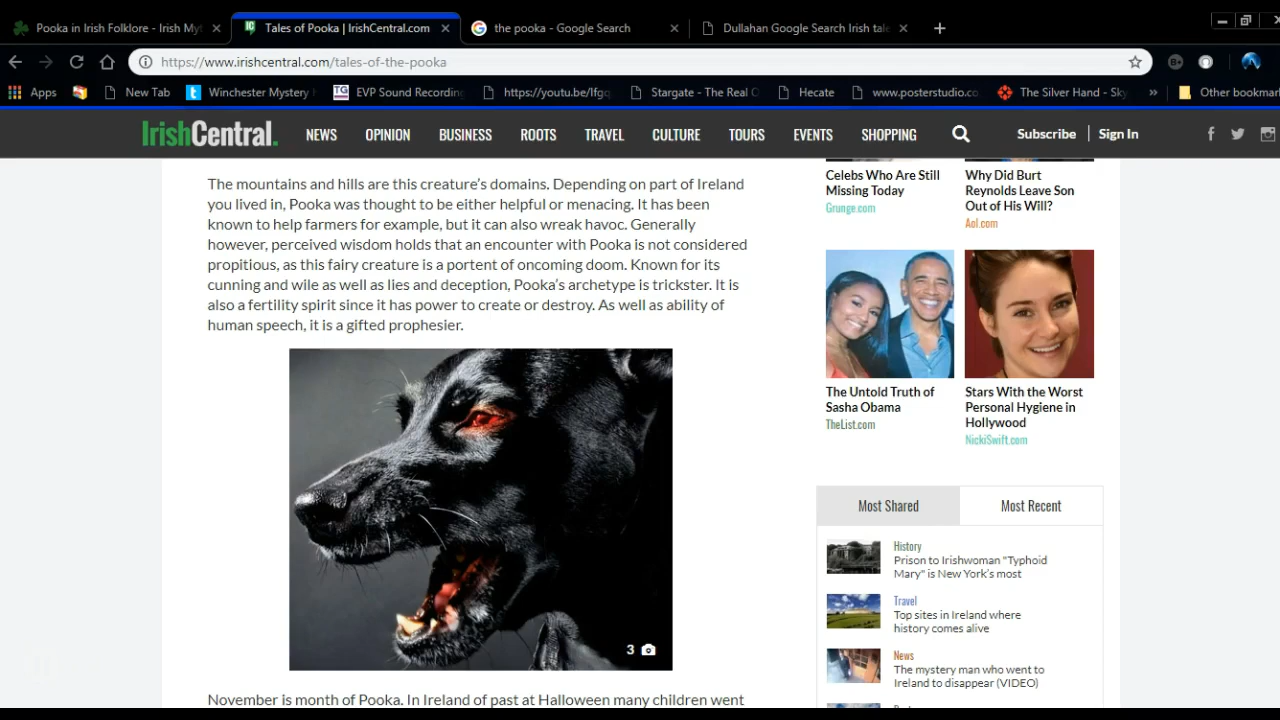 Pooka in Irish Folklore - Irish Myt
Tales of Pooka | IrishCentral.com
the pooka - Google Search
Dullahan Google Search Irish tale
https://www.irishcentral.com/tales-of-the-pooka
Apps
New Tab
Winchester Mystery
TG EVP Sound Recording
https://youtu.be/lfgq
Stargate - The Real O
Hecate
www.posterstudio.co
The Silver Hand - Sky
» Other bookmar
IrishCentral.
NEWS OPINION BUSINESS ROOTS TRAVEL CULTURE TOURS EVENTS SHOPPING
Subscribe | Sign In
The mountains and hills are this creature's domains. Depending on part of Ireland
you lived in, Pooka was thought to be either helpful or menacing. It has been
known to help farmers for example, but it can also wreak havoc. Generally
however, perceived wisdom holds that an encounter with Pooka is not considered
propitious, as this fairy creature is a portent of oncoming doom. Known for its
cunning and wile as well as lies and deception, Pooka's archetype is trickster. It is
also a fertility spirit since it has power to create or destroy. As well as ability of
human speech, it is a gifted prophesier.
3
November is month of Pooka. In Ireland of past at Halloween many children went
Celebs Who Are Still
Missing Today
Grunge.com
Why Did Burt
Reynolds Leave Son
Out of His Will?
Aol.com
The Untold Truth of
Sasha Obama
TheList.com
Stars With the Worst
Personal Hygiene in
Hollywood
NickiSwift.com
Most Shared
Most Recent
History
Prison to Irishwoman "Typhoid
Mary" is New York's most
Travel
Top sites in Ireland where
history comes alive
News
The mystery man who went to
Ireland to disappear (VIDEO)